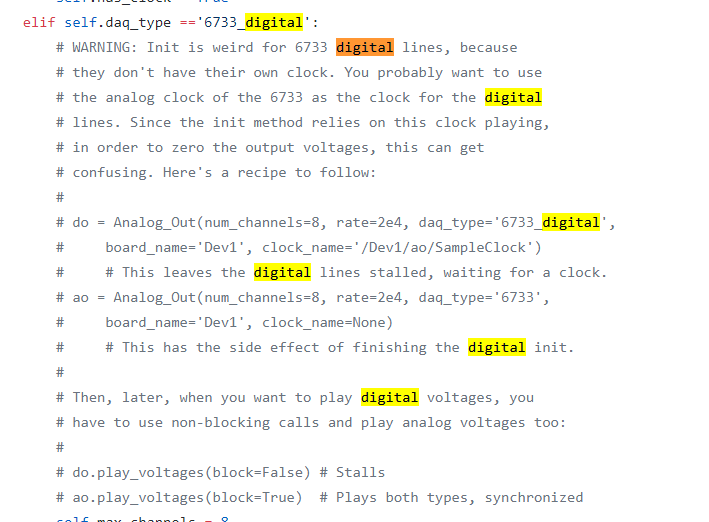 self.has_clock = True
elif self.daq_type =='6733_digital':
# WARNING: Init is weird for 6733 digital lines, because
# they don't have their own clock. You probably want to use
# the analog clock of the 6733 as the clock for the digital
# lines. Since the init method relies on this clock playing,
# in order to zero the output voltages, this can get
# confusing. Here's a recipe to follow:
#
# do = Analog_Out(num_channels=8, rate=2e4, daq_type='6733_digital',
#     board_name='Dev1', clock_name='/Dev1/ao/SampleClock')
#     # This leaves the digital lines stalled, waiting for a clock.
# ao = Analog_Out(num_channels=8, rate=2e4, daq_type='6733',
#     board_name='Dev1', clock_name=None)
#     # This has the side effect of finishing the digital init.
#
# Then, later, when you want to play digital voltages, you
# have to use non-blocking calls and play analog voltages too:
#
# do.play_voltages(block=False) # Stalls
# ao.play_voltages(block=True)  # Plays both types, synchronized
self.max_channels = 8